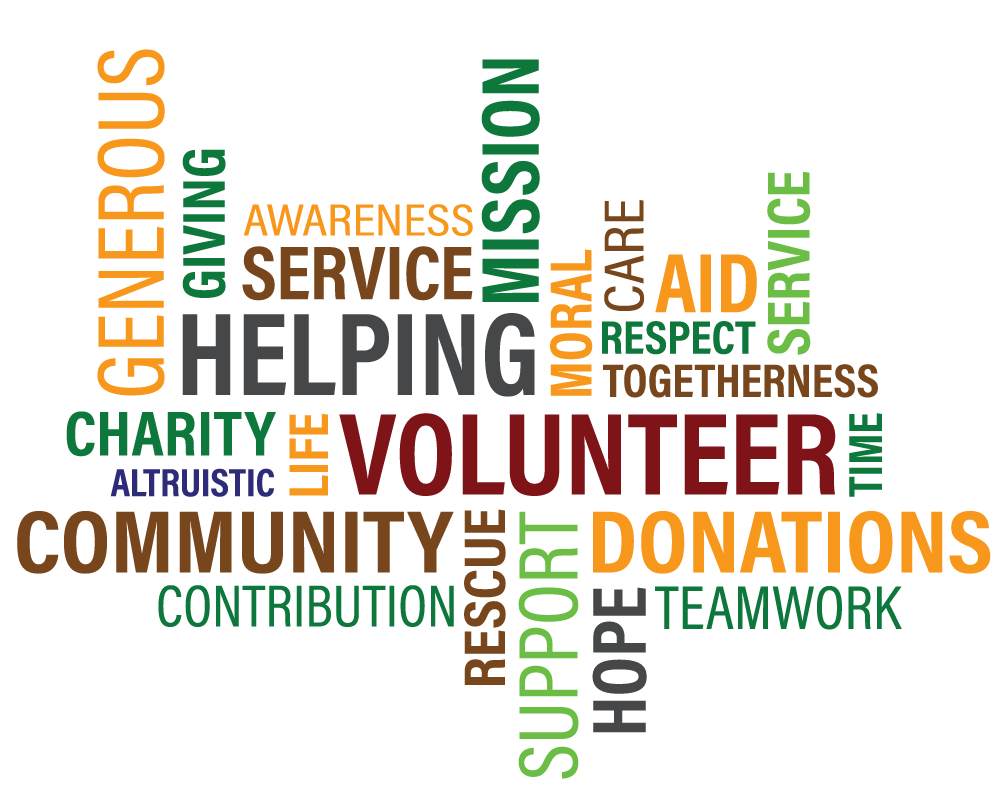 GENEROUS
GIVING
AWARENESS
SERVICE
MISSION
HELPING
MORAL
CARE
AID
SERVICE
RESPECT
TOGETHERNESS
CHARITY
ALTRUISTIC
LIFE
VOLUNTEER
TIME
COMMUNITY
CONTRIBUTION
RESCUE
SUPPORT
DONATIONS
HOPE
TEAMWORK